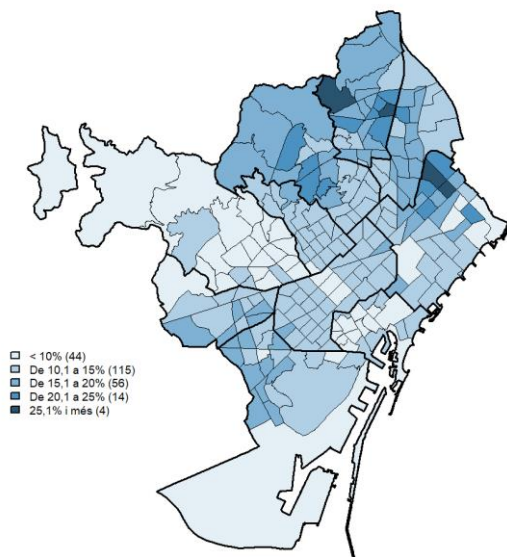 < 10% (44)
De 10,1 a 15% (115)
De 15,1 a 20% (56)
De 20,1 a 25% (14)
25,1% i més (4)